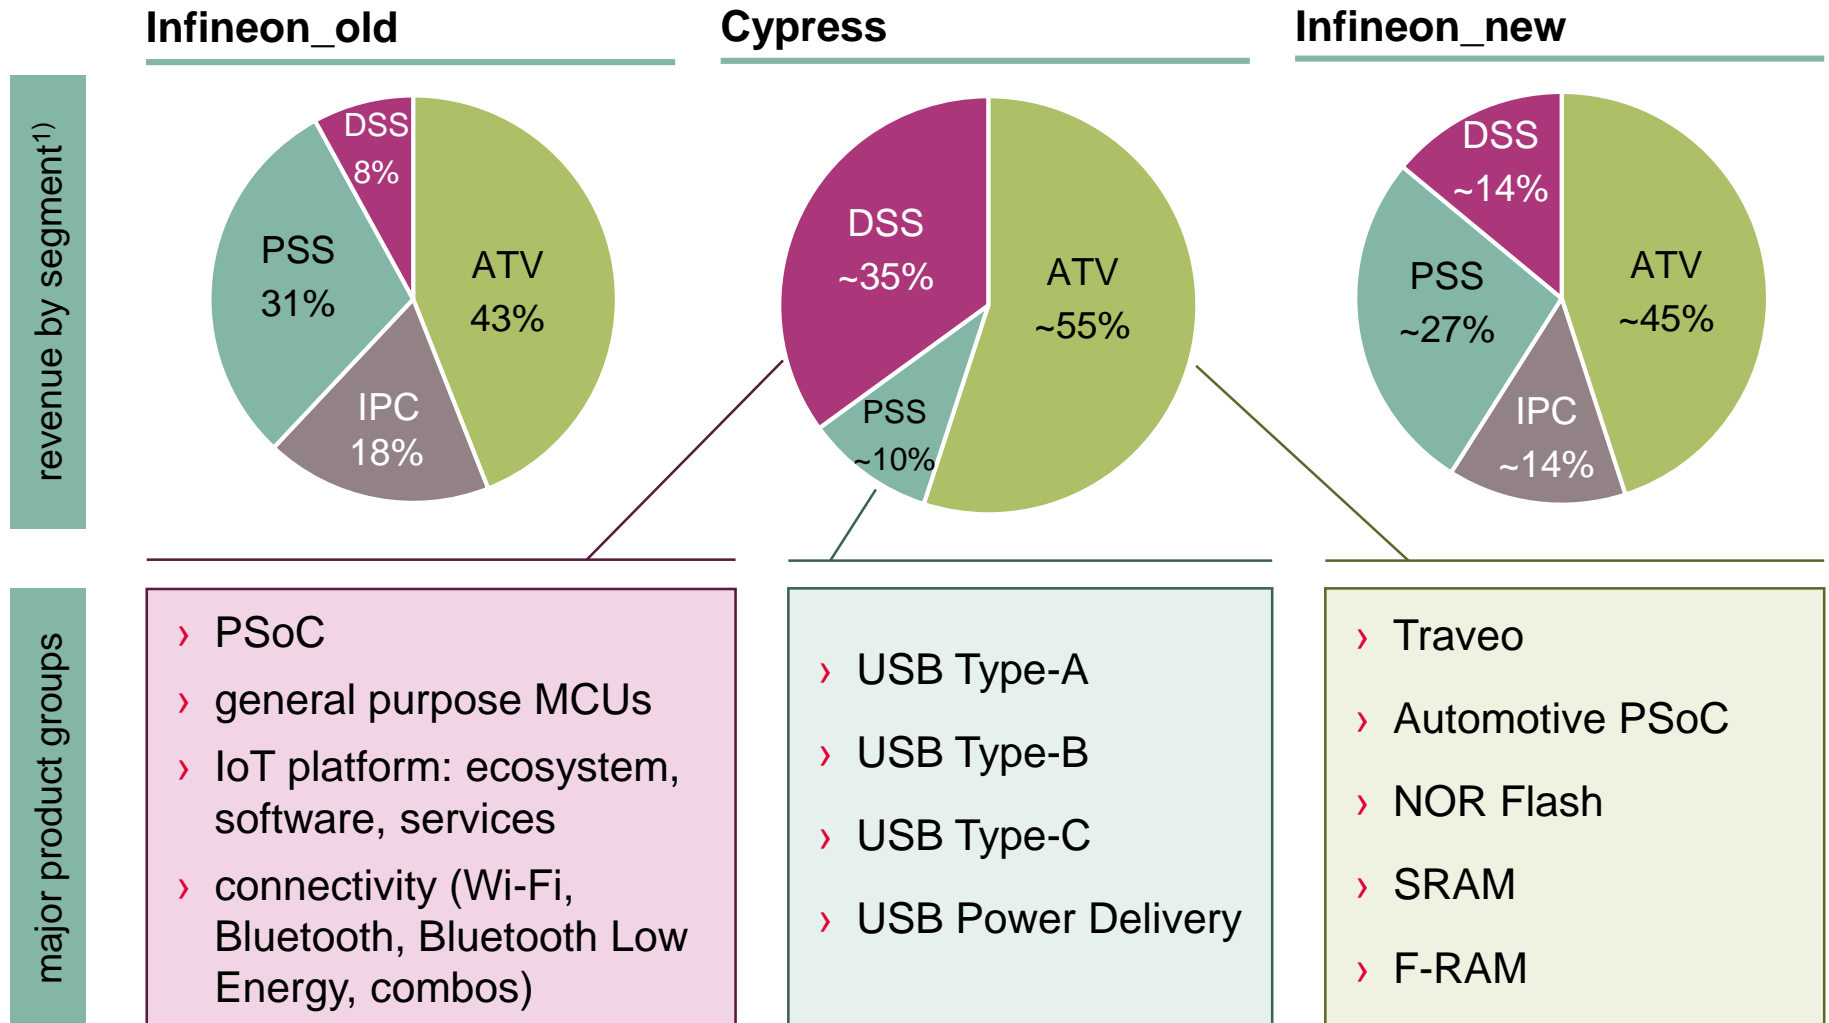 Infineon_old
Cypress
Infineon_new
revenue by segment1)
DSS
8%
PSS
31%
ATV
43%
IPC
18%
DSS
~35%
ATV
~55%
PSS
~10%
DSS
~14%
PSS
~27%
ATV
~45%
IPC
~14%
major product groups
› PSoC
› general purpose MCUs
› IoT platform: ecosystem,
software, services
› connectivity (Wi-Fi,
Bluetooth, Bluetooth Low
Energy, combos)
› USB Type-A
› USB Type-B
› USB Type-C
› USB Power Delivery
› Traveo
› Automotive PSoC
› NOR Flash
› SRAM
› F-RAM